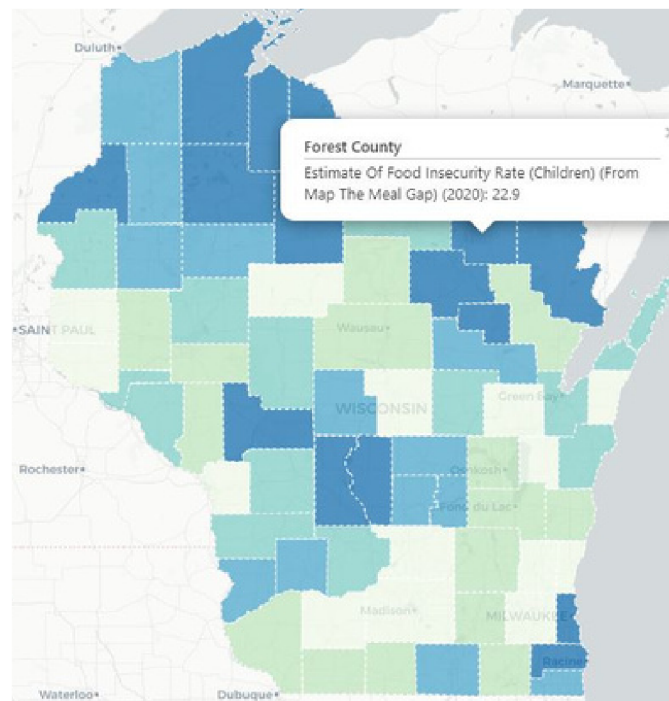 Duluth
Marquette
Forest County
Estimate Of Food Insecurity Rate (Children) (From
Map The Meal Gap) (2020): 22.9
SAINT PAUL
Wausau
WISCONSIN
Green Bay
Rochester
Oshkosh
Fond du Lac
Madison
MILWAUKEE
Racine
Waterloo
Dubuque